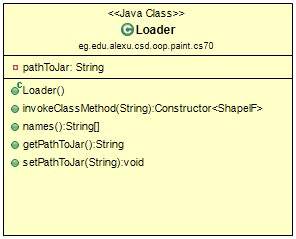 <<Java Class>>
Loader
eg.edu.alexu.csd.oop.paint.cs70
pathToJar: String
Loader()
invokeClassMethod(String):Constructor<ShapeIF>
names():String[]
getPathToJar():String
setPathToJar(String):void